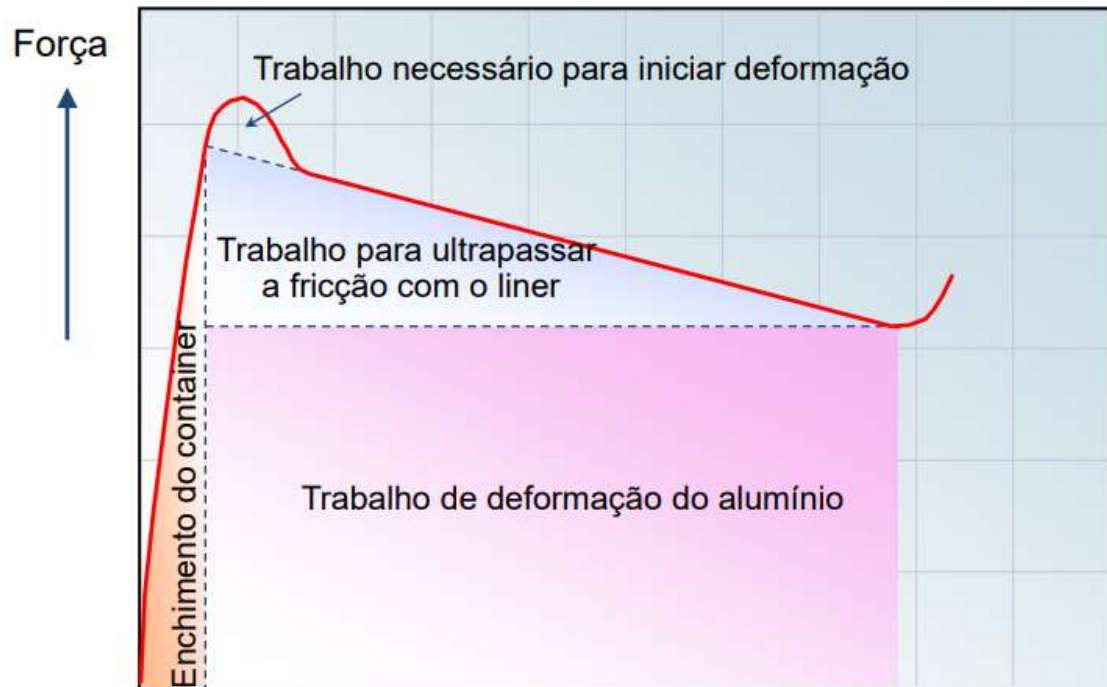 Força
Trabalho necessário para iniciar deformação
Trabalho para ultrapassar
a fricção com o liner
Enchimento do container
Trabalho de deformação do alumínio